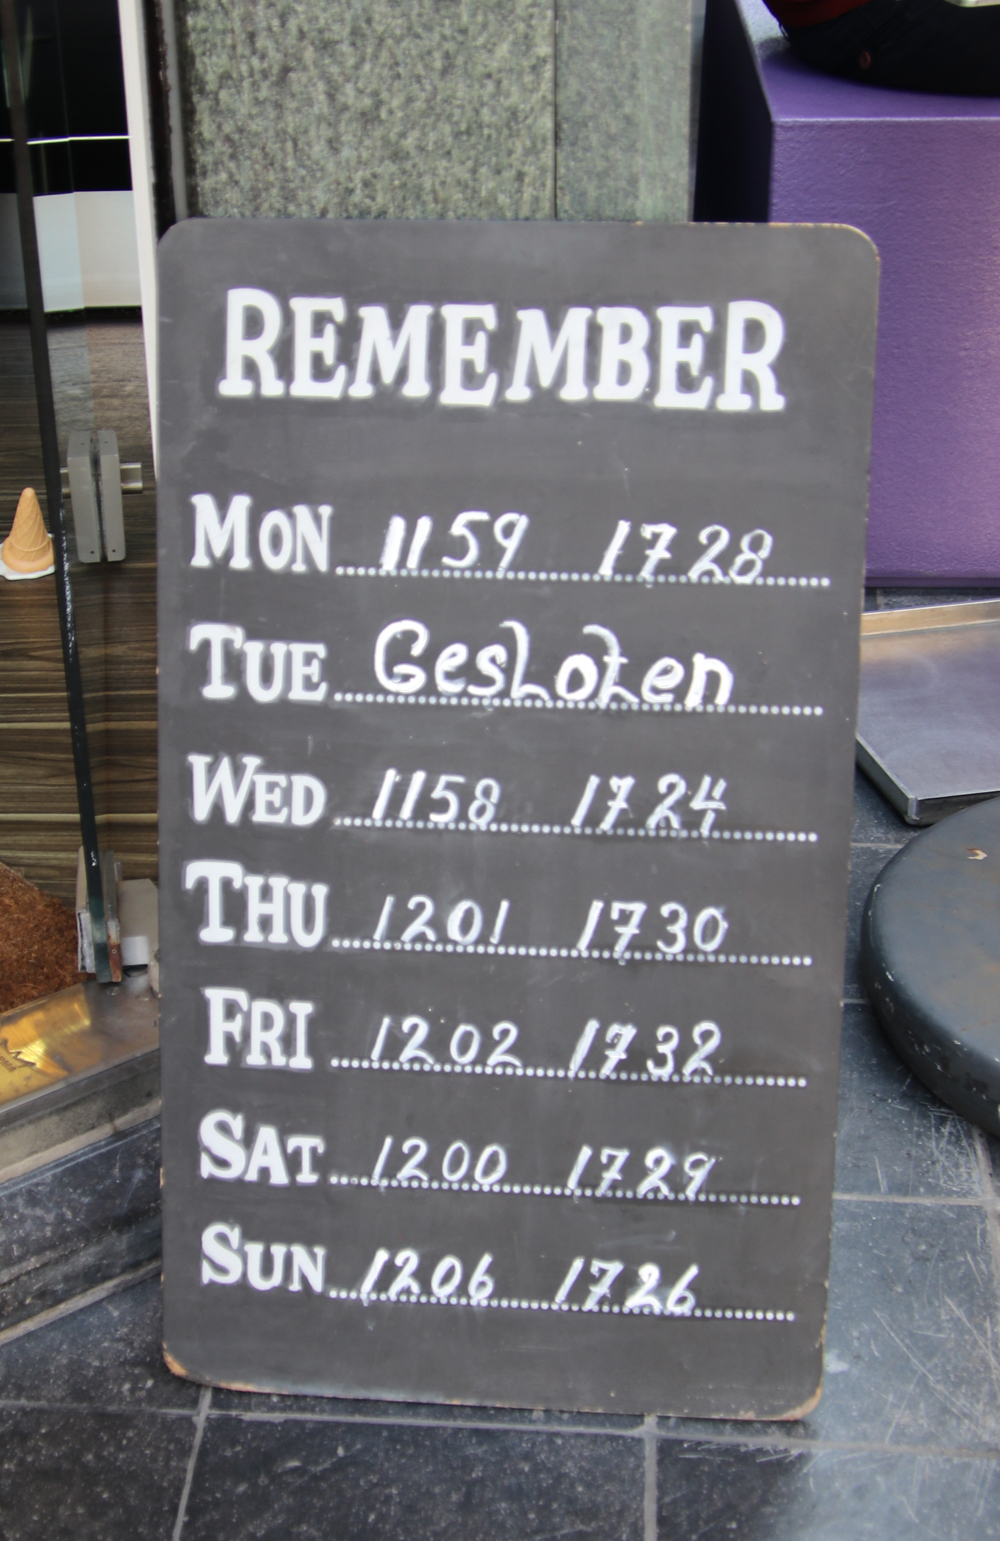 REMEMBER
MON 1159 1728
TUE Gesloten
WED 1158 1724
THU 1201 1730
FRI 1202 1732
SAT 1200 1729
SUN 1206 1726